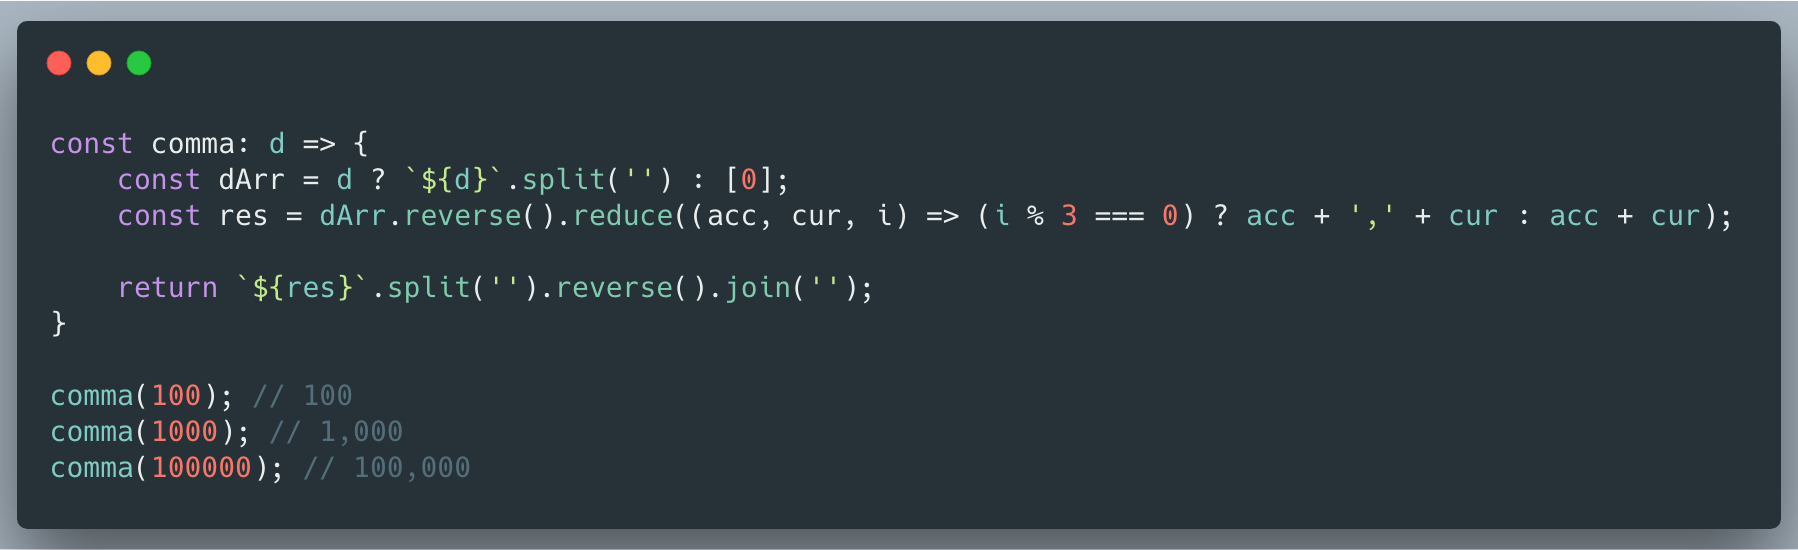 const comma: d => {
    const dArr = d ? `${d}`.split('') : [0];
    const res = dArr.reverse().reduce((acc, cur, i) => (i % 3 === 0) ? acc + ',' + cur : acc + cur);

    return `${res}`.split('').reverse().join('');
}

comma(100); // 100
comma(1000); // 1,000
comma(100000); // 100,000